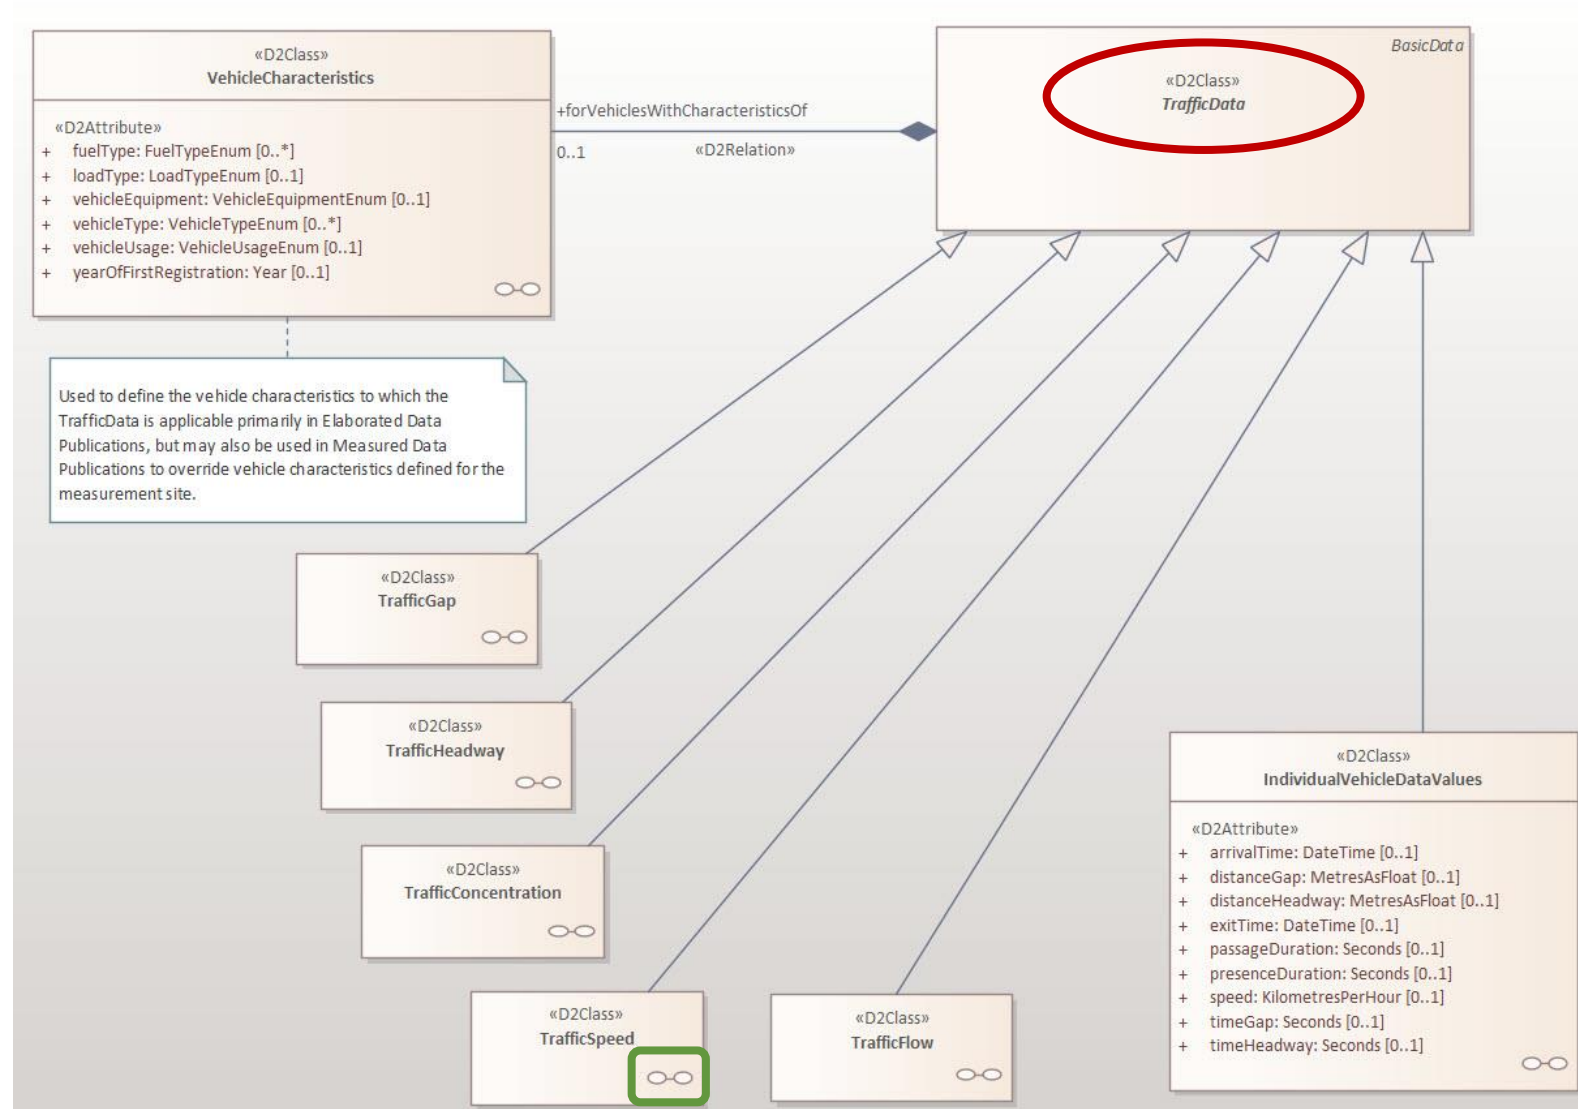 «D2Class»
VehicleCharacteristics
«D2Attribute»
+ fuelType: FuelTypeEnum [0..*]
+ loadType: LoadTypeEnum [0..1]
+ vehicleEquipment: VehicleEquipmentEnum [0..1]
+ vehicleType: VehicleTypeEnum [0..*]
+ vehicleUsage: VehicleUsageEnum [0..1]
+ yearOfFirstRegistration: Year [0..1]
+forVehiclesWithCharacteristicsOf
0..1
«D2Relation»
BasicData
«D2Class»
TrafficData
Used to define the vehicle characteristics to which the
TrafficData is applicable primarily in Elaborated Data
Publications, but may also be used in Measured Data
Publications to override vehicle characteristics defined for the
measurement site.
«D2Class»
TrafficGap
«D2Class»
TrafficHeadway
«D2Class»
TrafficConcentration
«D2Class»
TrafficSpeed
«D2Class»
TrafficFlow
«D2Class»
IndividualVehicleDataValues
«D2Attribute»
+ arrivalTime: DateTime [0..1]
+ distanceGap: MetresAsFloat [0..1]
+ distanceHeadway: MetresAsFloat [0..1]
+ exitTime: DateTime [0..1]
+ passageDuration: Seconds [0..1]
+ presenceDuration: Seconds [0..1]
+ speed: KilometresPerHour [0..1]
+ timeGap: Seconds [0..1]
+ timeHeadway: Seconds [0..1]